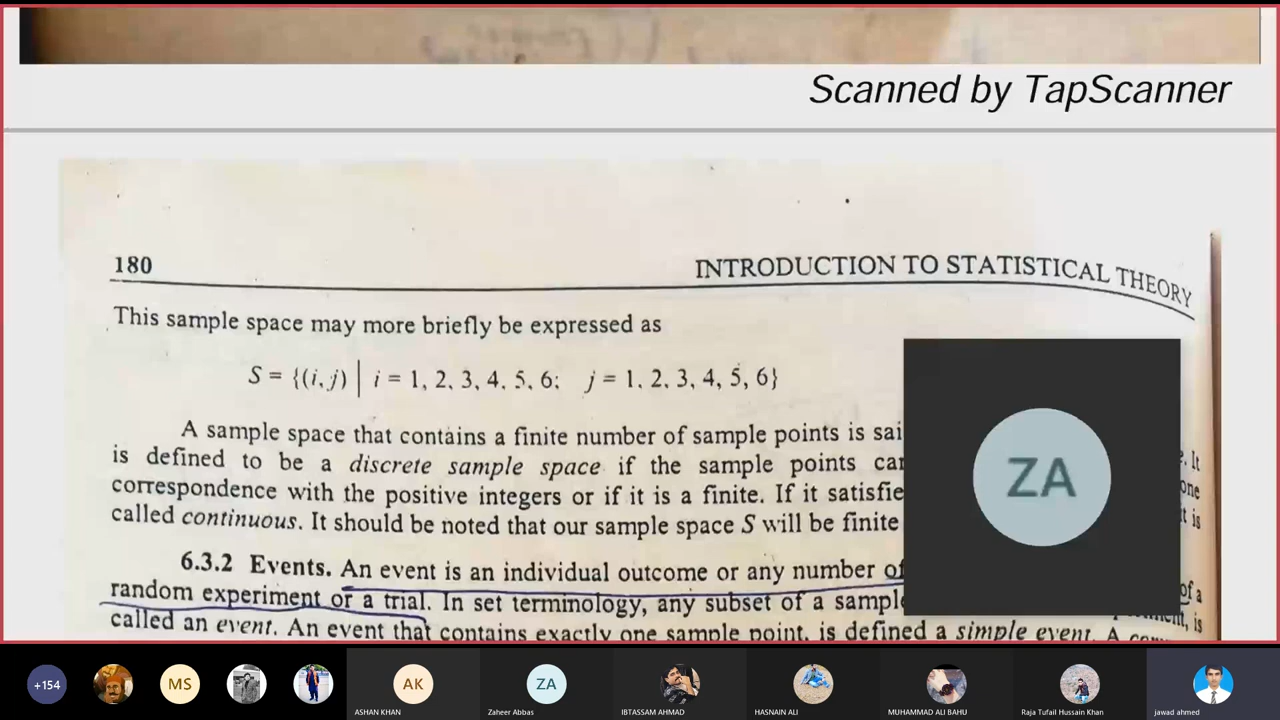 Scanned by TapScanner
180
INTRODUCTION TO STATISTICAL THEORY
This sample space may more briefly be expressed as
S = {(i, j) | i = 1, 2, 3, 4, 5, 6; j = 1, 2, 3, 4, 5, 6}
A sample space that contains a finite number of sample points is sai
. It
is defined to be a discrete sample space if the sample points car
one
correspondence with the positive integers or if it is a finite. If it satisfie
it is
called continuous. It should be noted that our sample space S will be finite
6.3.2 Events. An event is an individual outcome or any number of
of a
random experiment or a trial. In set terminology, any subset of a sample
, is
called an event. An event that contains exactly one sample point, is defined a simple event. A
ZA
+154
MS
AK
ZA
ASHAN KHAN
Zaheer Abbas
IBTASSAM AHMAD
HASNAIN ALI
MUHAMMAD ALI BAHU
Raja Tufail Hussain Khan
jawad ahmed